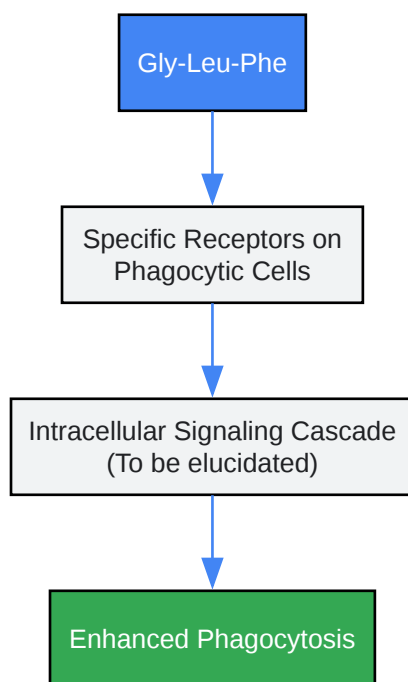 Gly-Leu-Phe
Specific Receptors on
Phagocytic Cells
Intracellular Signaling Cascade
(To be elucidated)
Enhanced Phagocytosis